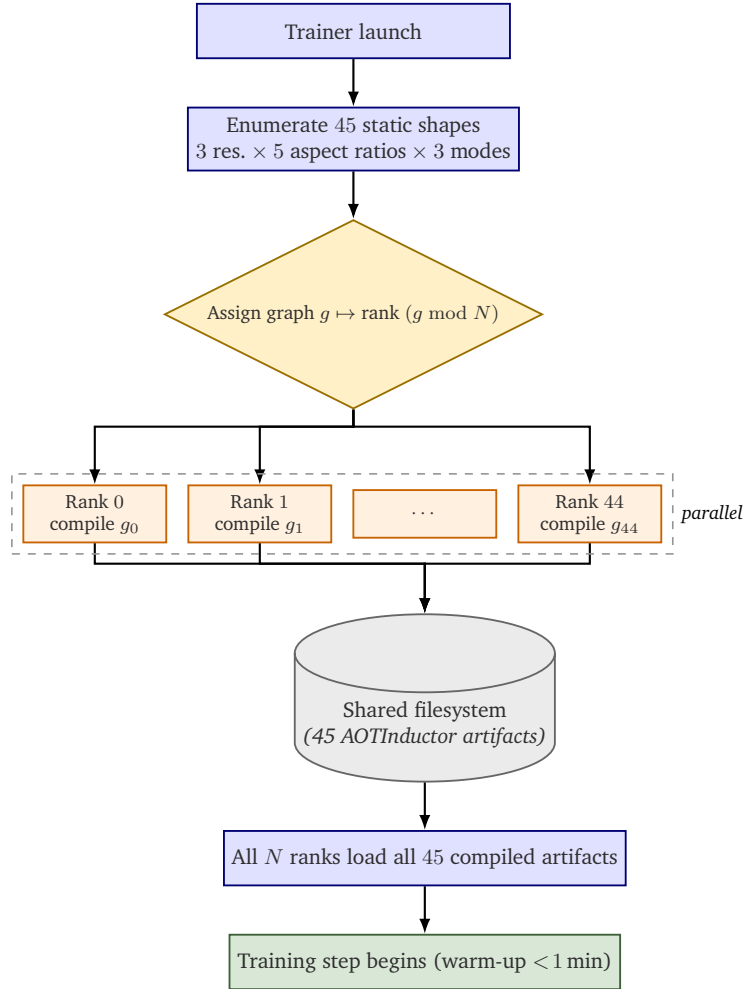 Trainer launch
Enumerate 45 static shapes
3 res. × 5 aspect ratios × 3 modes
Assign graph g ↦ rank (g mod N)
Rank 0
compile g₀
Rank 1
compile g₁
···
Rank 44
compile g₄₄
parallel
Shared filesystem
(45 AOTInductor artifacts)
All N ranks load all 45 compiled artifacts
Training step begins (warm-up < 1 min)